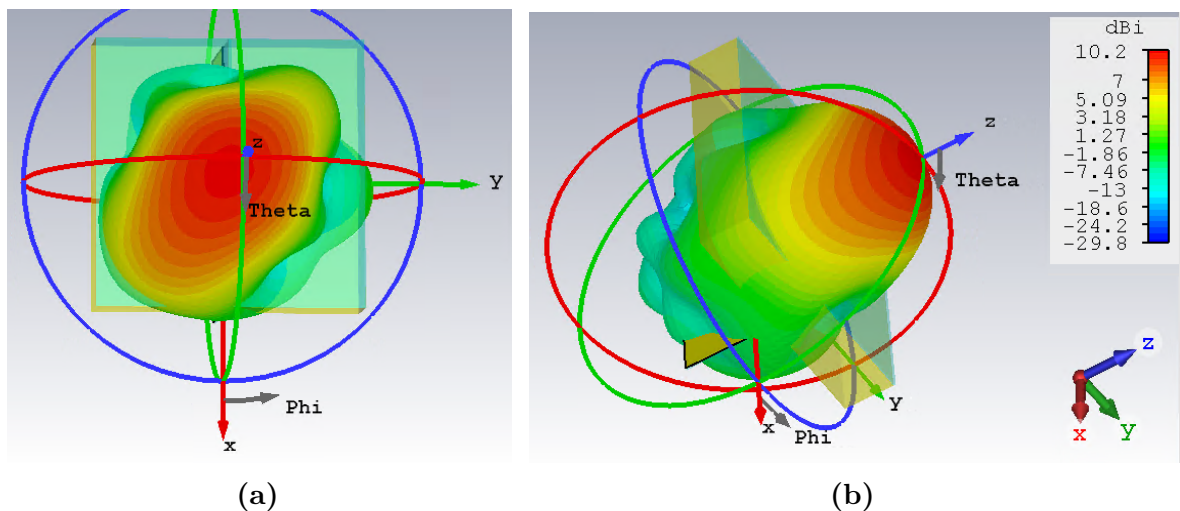 z
Theta
Y
Phi
x
(a)
z
Theta
Y
x
Phi
dBi
10.2
7
5.09
3.18
1.27
-1.86
-7.46
-13
-18.6
-24.2
-29.8
z
x
y
(b)